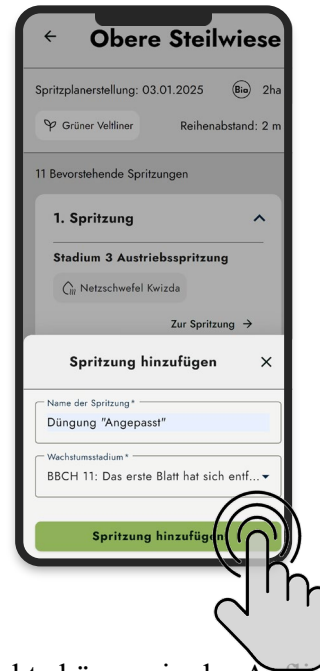 Obere Steilwiese
Spritzplanerstellung: 03.01.2025 Bio 2ha
Grüner Veltliner Reihenabstand: 2 m
11 Bevorstehende Spritzungen
1. Spritzung
Stadium 3 Austriebsspritzung
Netzschwefel Kwizda
Zur Spritzung →
Spritzung hinzufügen
Name der Spritzung*
Düngung "Angepasst"
Wachstumsstadium*
BBCH 11: Das erste Blatt hat sich entf...
Spritzung hinzufügen